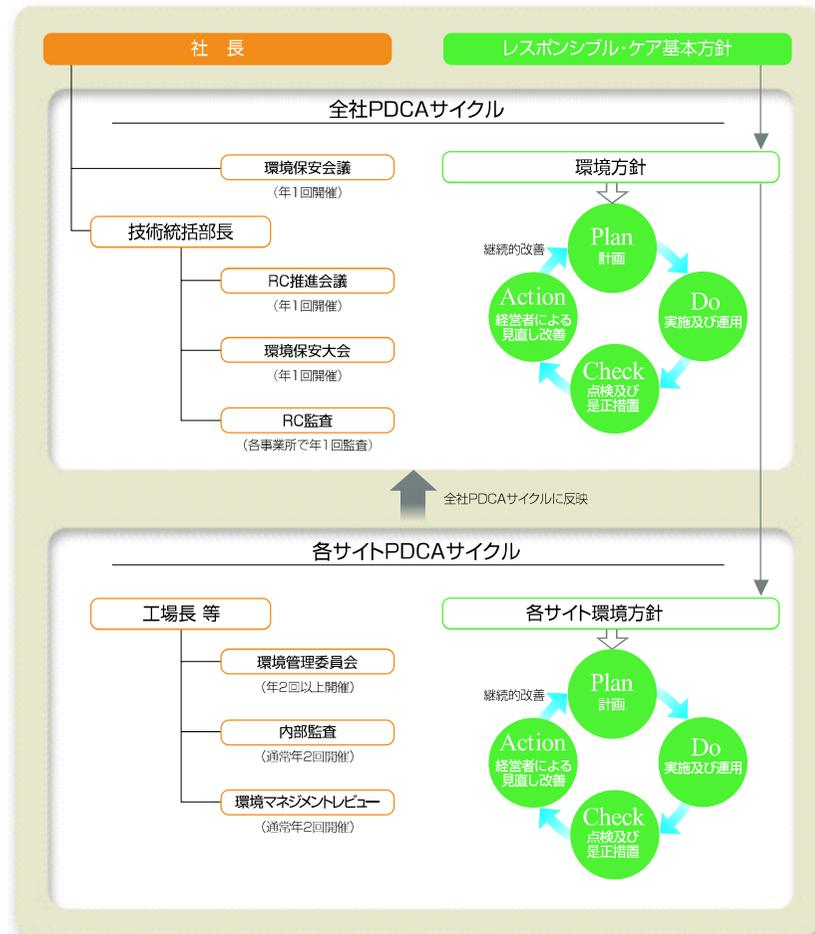 社　長
レスポンシブル・ケア基本方針
全社PDCAサイクル
環境保安会議
(年1回開催)
技術統括部長
RC推進会議
(年1回開催)
環境保安大会
(年1回開催)
RC監査
(各事業所で年1回監査)
環境方針
継続的改善
Plan
計画
Do
実施及び運用
Check
点検及び
是正措置
Action
経営者による
見直し改善
全社PDCAサイクルに反映
各サイトPDCAサイクル
工場長 等
環境管理委員会
(年2回以上開催)
内部監査
(通常年2回開催)
環境マネジメントレビュー
(通常年2回開催)
各サイト環境方針
継続的改善
Plan
計画
Do
実施及び運用
Check
点検及び
是正措置
Action
経営者による
見直し改善